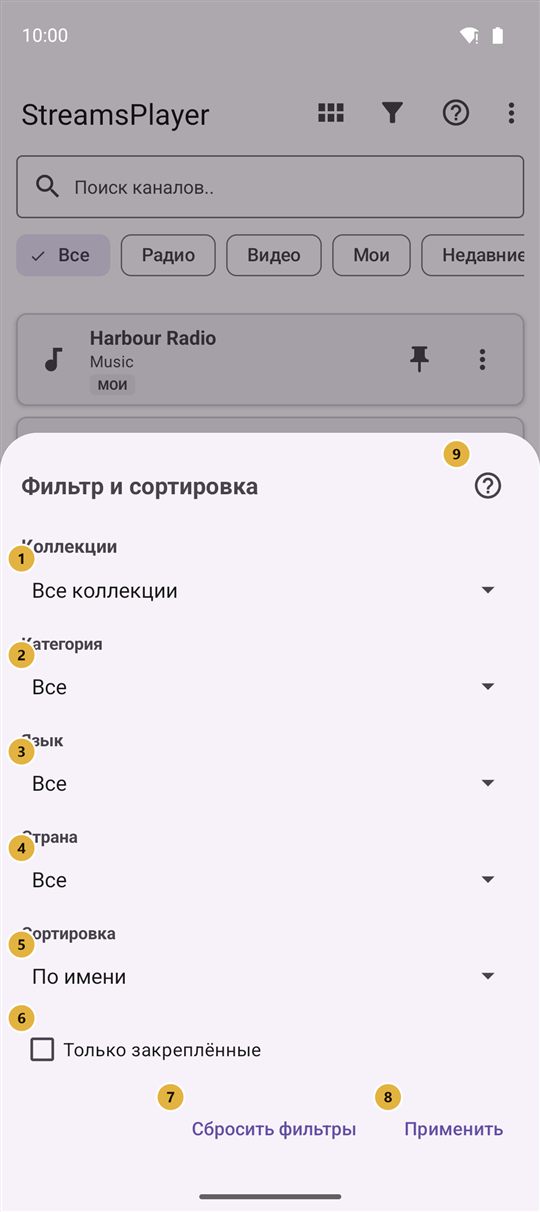 10:00
StreamsPlayer
Поиск каналов..
Все Радио Видео Мои Недавние
Harbour Radio
Music
МОИ
9
Фильтр и сортировка
Коллекции
1
Все коллекции
Категория
2
Все
Язык
3
Все
Страна
4
Все
Сортировка
5
По имени
6
Только закреплённые
7 8
Сбросить фильтры Применить